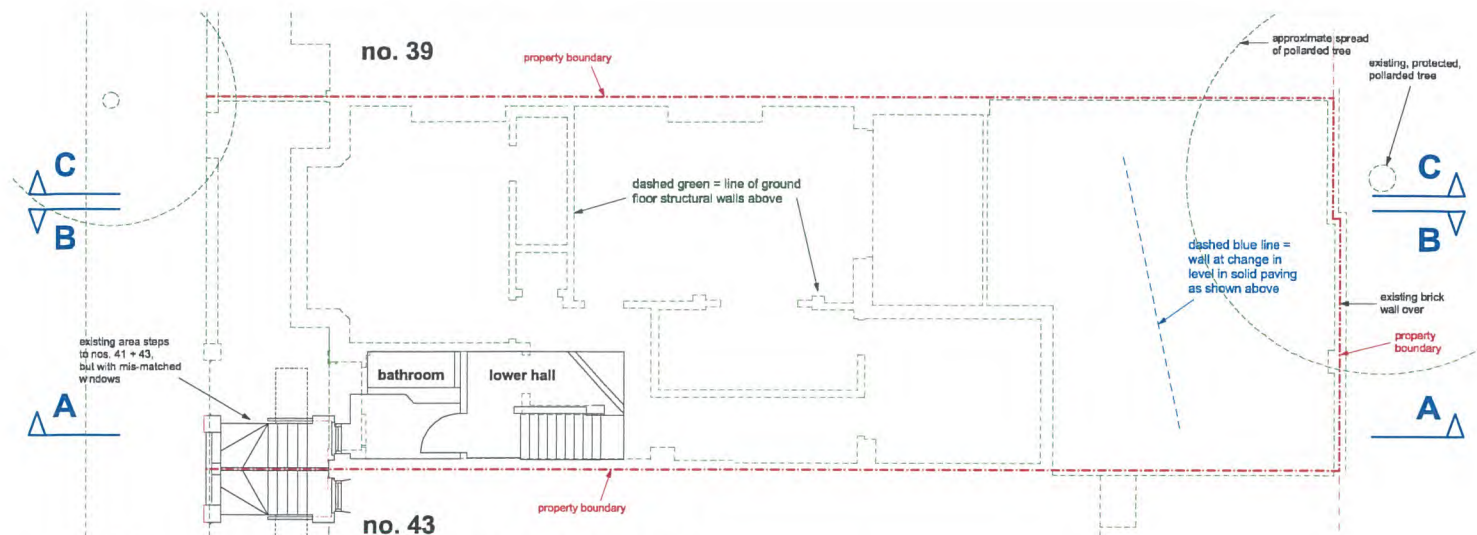 no. 39
property boundary
approximate spread
of pollarded tree
existing, protected,
pollarded tree
C
B
C
B
dashed green = line of ground
floor structural walls above
dashed blue line =
wall at change in
level in solid paving
as shown above
existing brick
wall over
property
boundary
existing area steps
to nos. 41 + 43,
but with mis-matched
windows
bathroom
lower hall
A
A
property boundary
no. 43